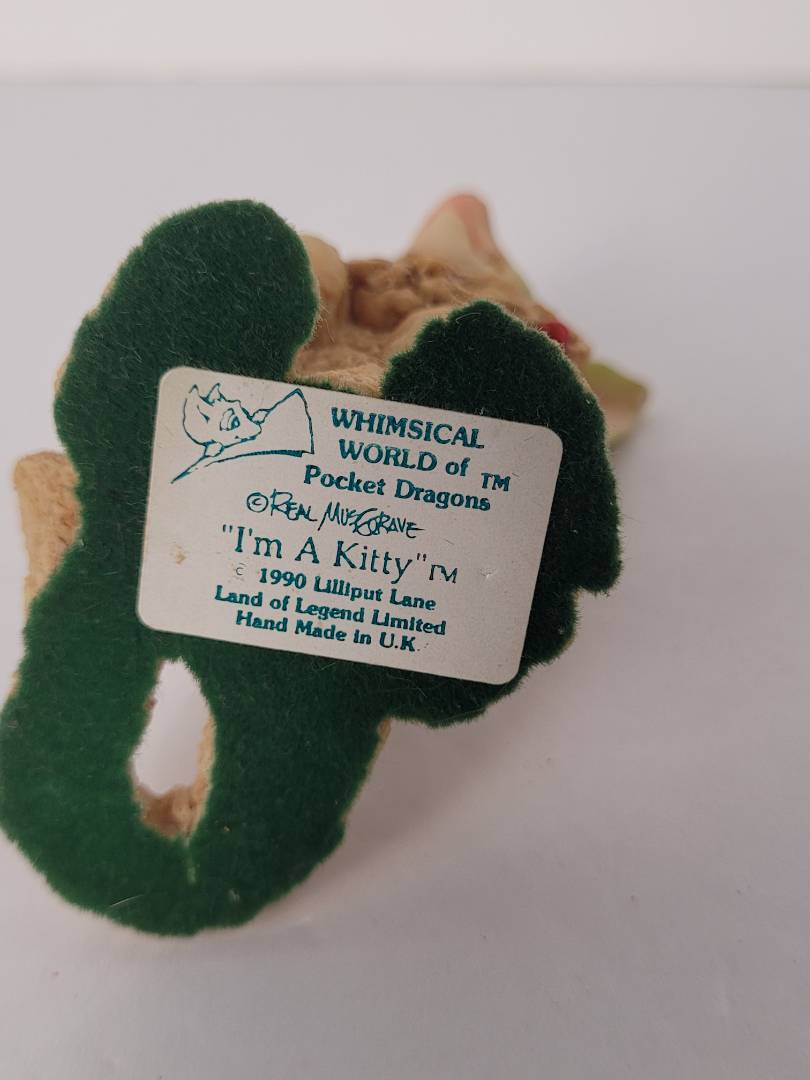 WHIMSICAL
WORLD of TM
Pocket Dragons
© REAL MUSGRAVE
"I'm A Kitty" TM
© 1990 Lilliput Lane
Land of Legend Limited
Hand Made in U.K.